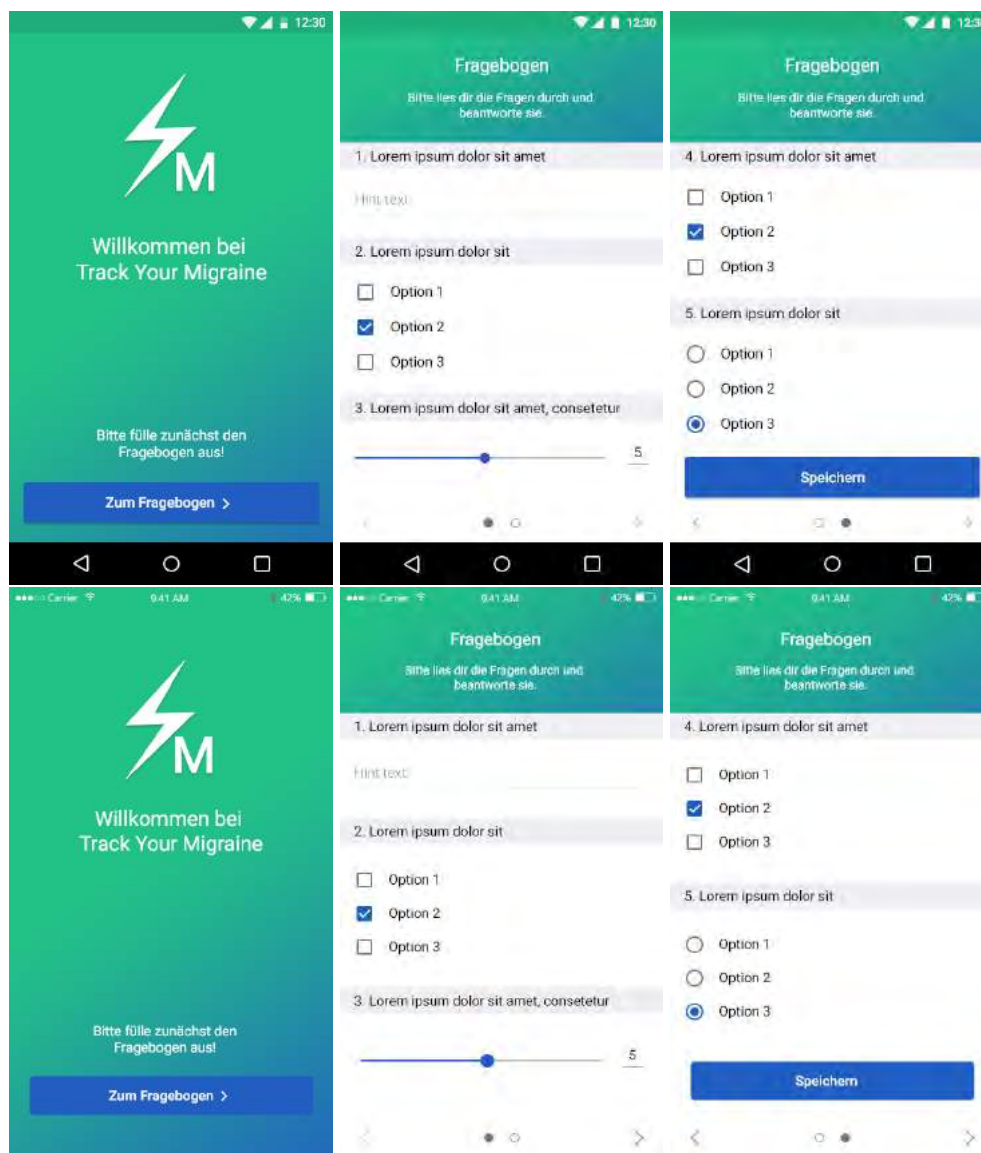 12:30
M
Willkommen bei
Track Your Migraine
Bitte fülle zunächst den
Fragebogen aus!
Zum Fragebogen >
12:30
Fragebogen
Bitte lies dir die Fragen durch und
beantworte sie.
1. Lorem ipsum dolor sit amet
Hint text
2. Lorem ipsum dolor sit
Option 1
Option 2
Option 3
3. Lorem ipsum dolor sit amet, consetetur
5
12:3
Fragebogen
Bitte lies dir die Fragen durch und
beantworte sie.
4. Lorem ipsum dolor sit amet
Option 1
Option 2
Option 3
5. Lorem ipsum dolor sit
Option 1
Option 2
Option 3
Speichern
Carrier 9:41 AM 42%
M
Willkommen bei
Track Your Migraine
Bitte fülle zunächst den
Fragebogen aus!
Zum Fragebogen >
Carrier 9:41 AM 42%
Fragebogen
Bitte lies dir die Fragen durch und
beantworte sie.
1. Lorem ipsum dolor sit amet
Hint text
2. Lorem ipsum dolor sit
Option 1
Option 2
Option 3
3. Lorem ipsum dolor sit amet, consetetur
5
Carrier 9:41 AM 42%
Fragebogen
Bitte lies dir die Fragen durch und
beantworte sie.
4. Lorem ipsum dolor sit amet
Option 1
Option 2
Option 3
5. Lorem ipsum dolor sit
Option 1
Option 2
Option 3
Speichern